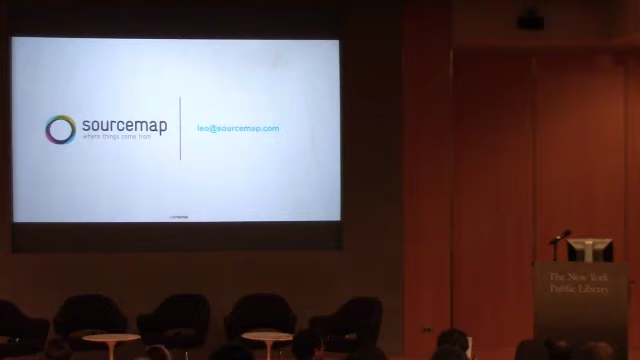 sourcemap
where things come from
leo@sourcemap.com
The New York
Public Library